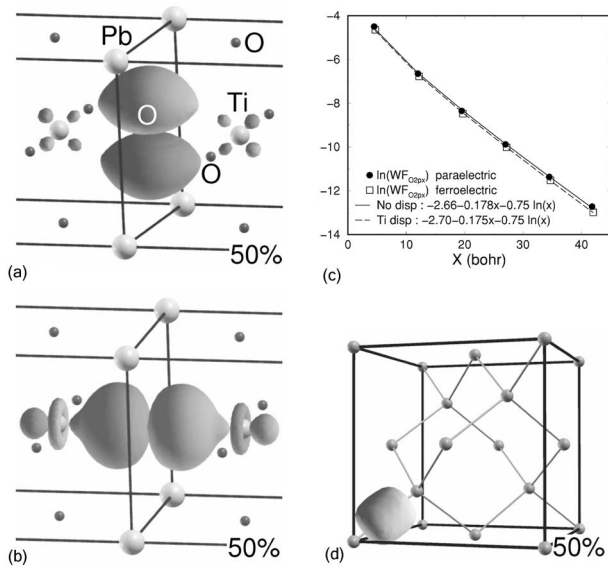 Pb
O
O
Ti
O
50%
(a)
50%
(b)
−4
−6
−8
−10
−12
−14
ln(WF_O2px) paraelectric
ln(WF_O2px) ferroelectric
No disp : −2.66−0.178x−0.75 ln(x)
Ti disp : −2.70−0.175x−0.75 ln(x)
0 10 20 30 40
X (bohr)
(c)
50%
(d)